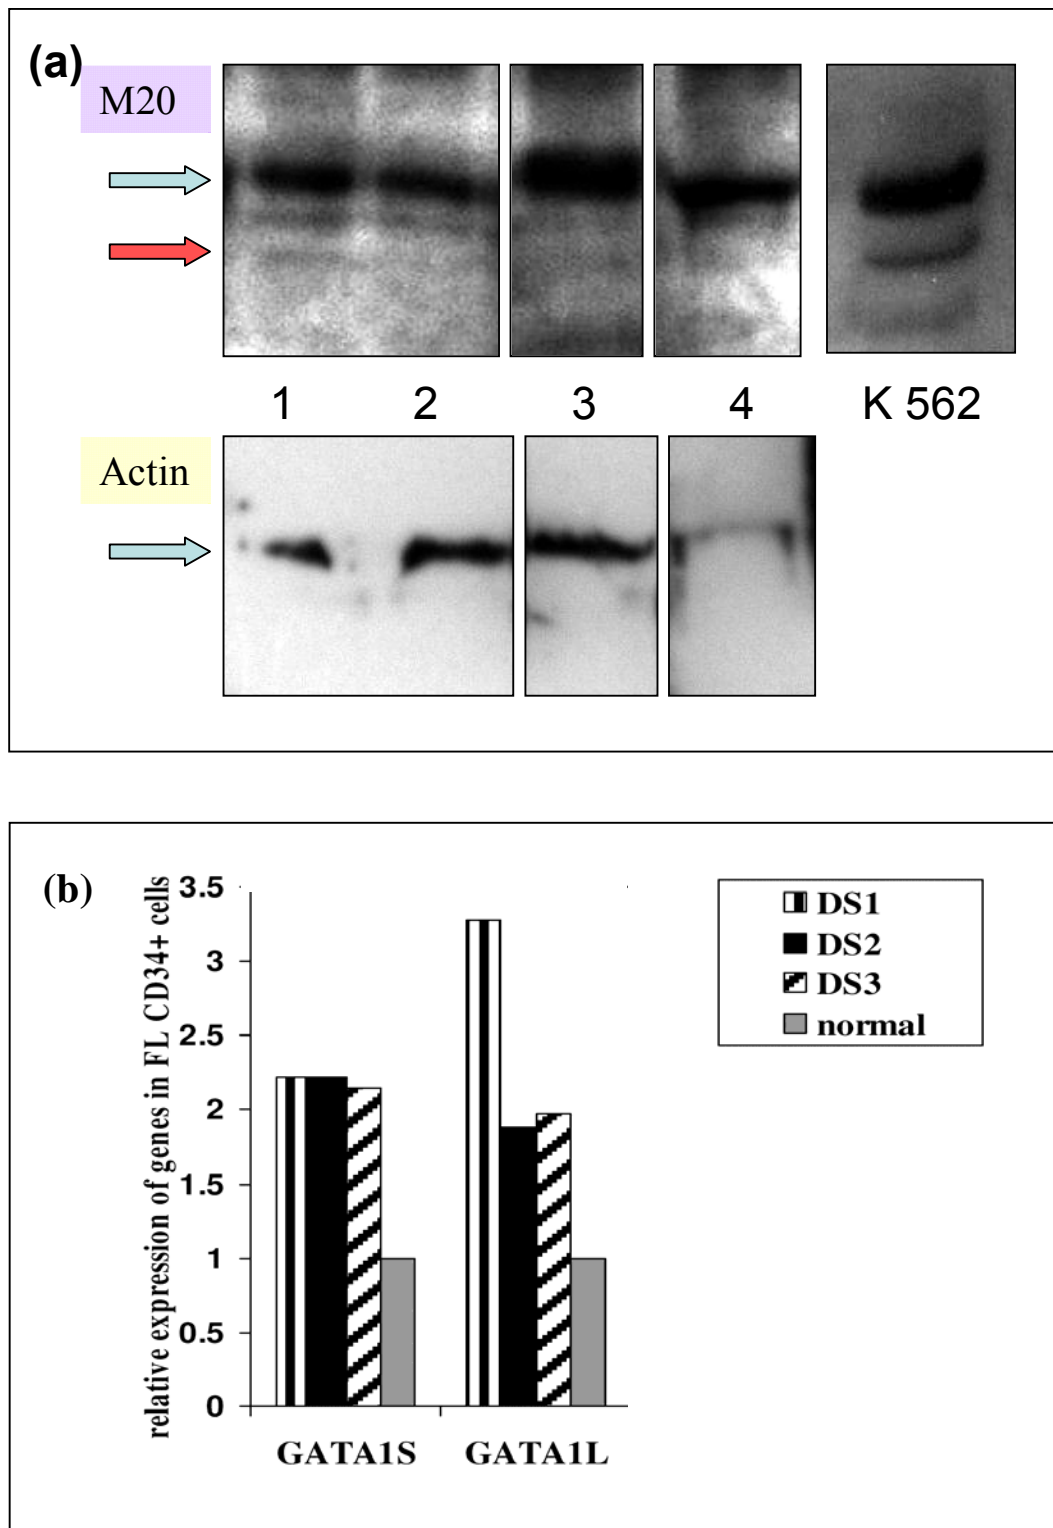 (a)
M20
1 2 3 4 K 562
Actin
(b)
relative expression of genes in FL CD34+ cells
3.5
3
2.5
2
1.5
1
0.5
0
GATA1S GATA1L
DS1
DS2
DS3
normal